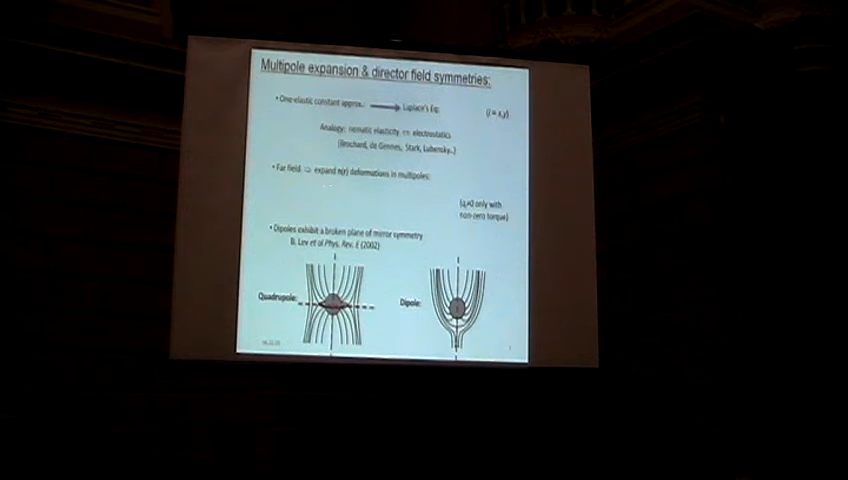 Multipole expansion & director field symmetries:
• One-elastic constant approx.: Laplace's Eq: (i = x,y)
Analogy: nematic elasticity ⇔ electrostatics
(Brochard, de Gennes, Stark, Lubensky..)
• Far field ⇒ expand n(r) deformations in multipoles:
only with
non-zero torque)
• Dipoles exhibit a broken plane of mirror symmetry
B. Lev et al Phys. Rev. E (2002)
Quadrupole:
Dipole: